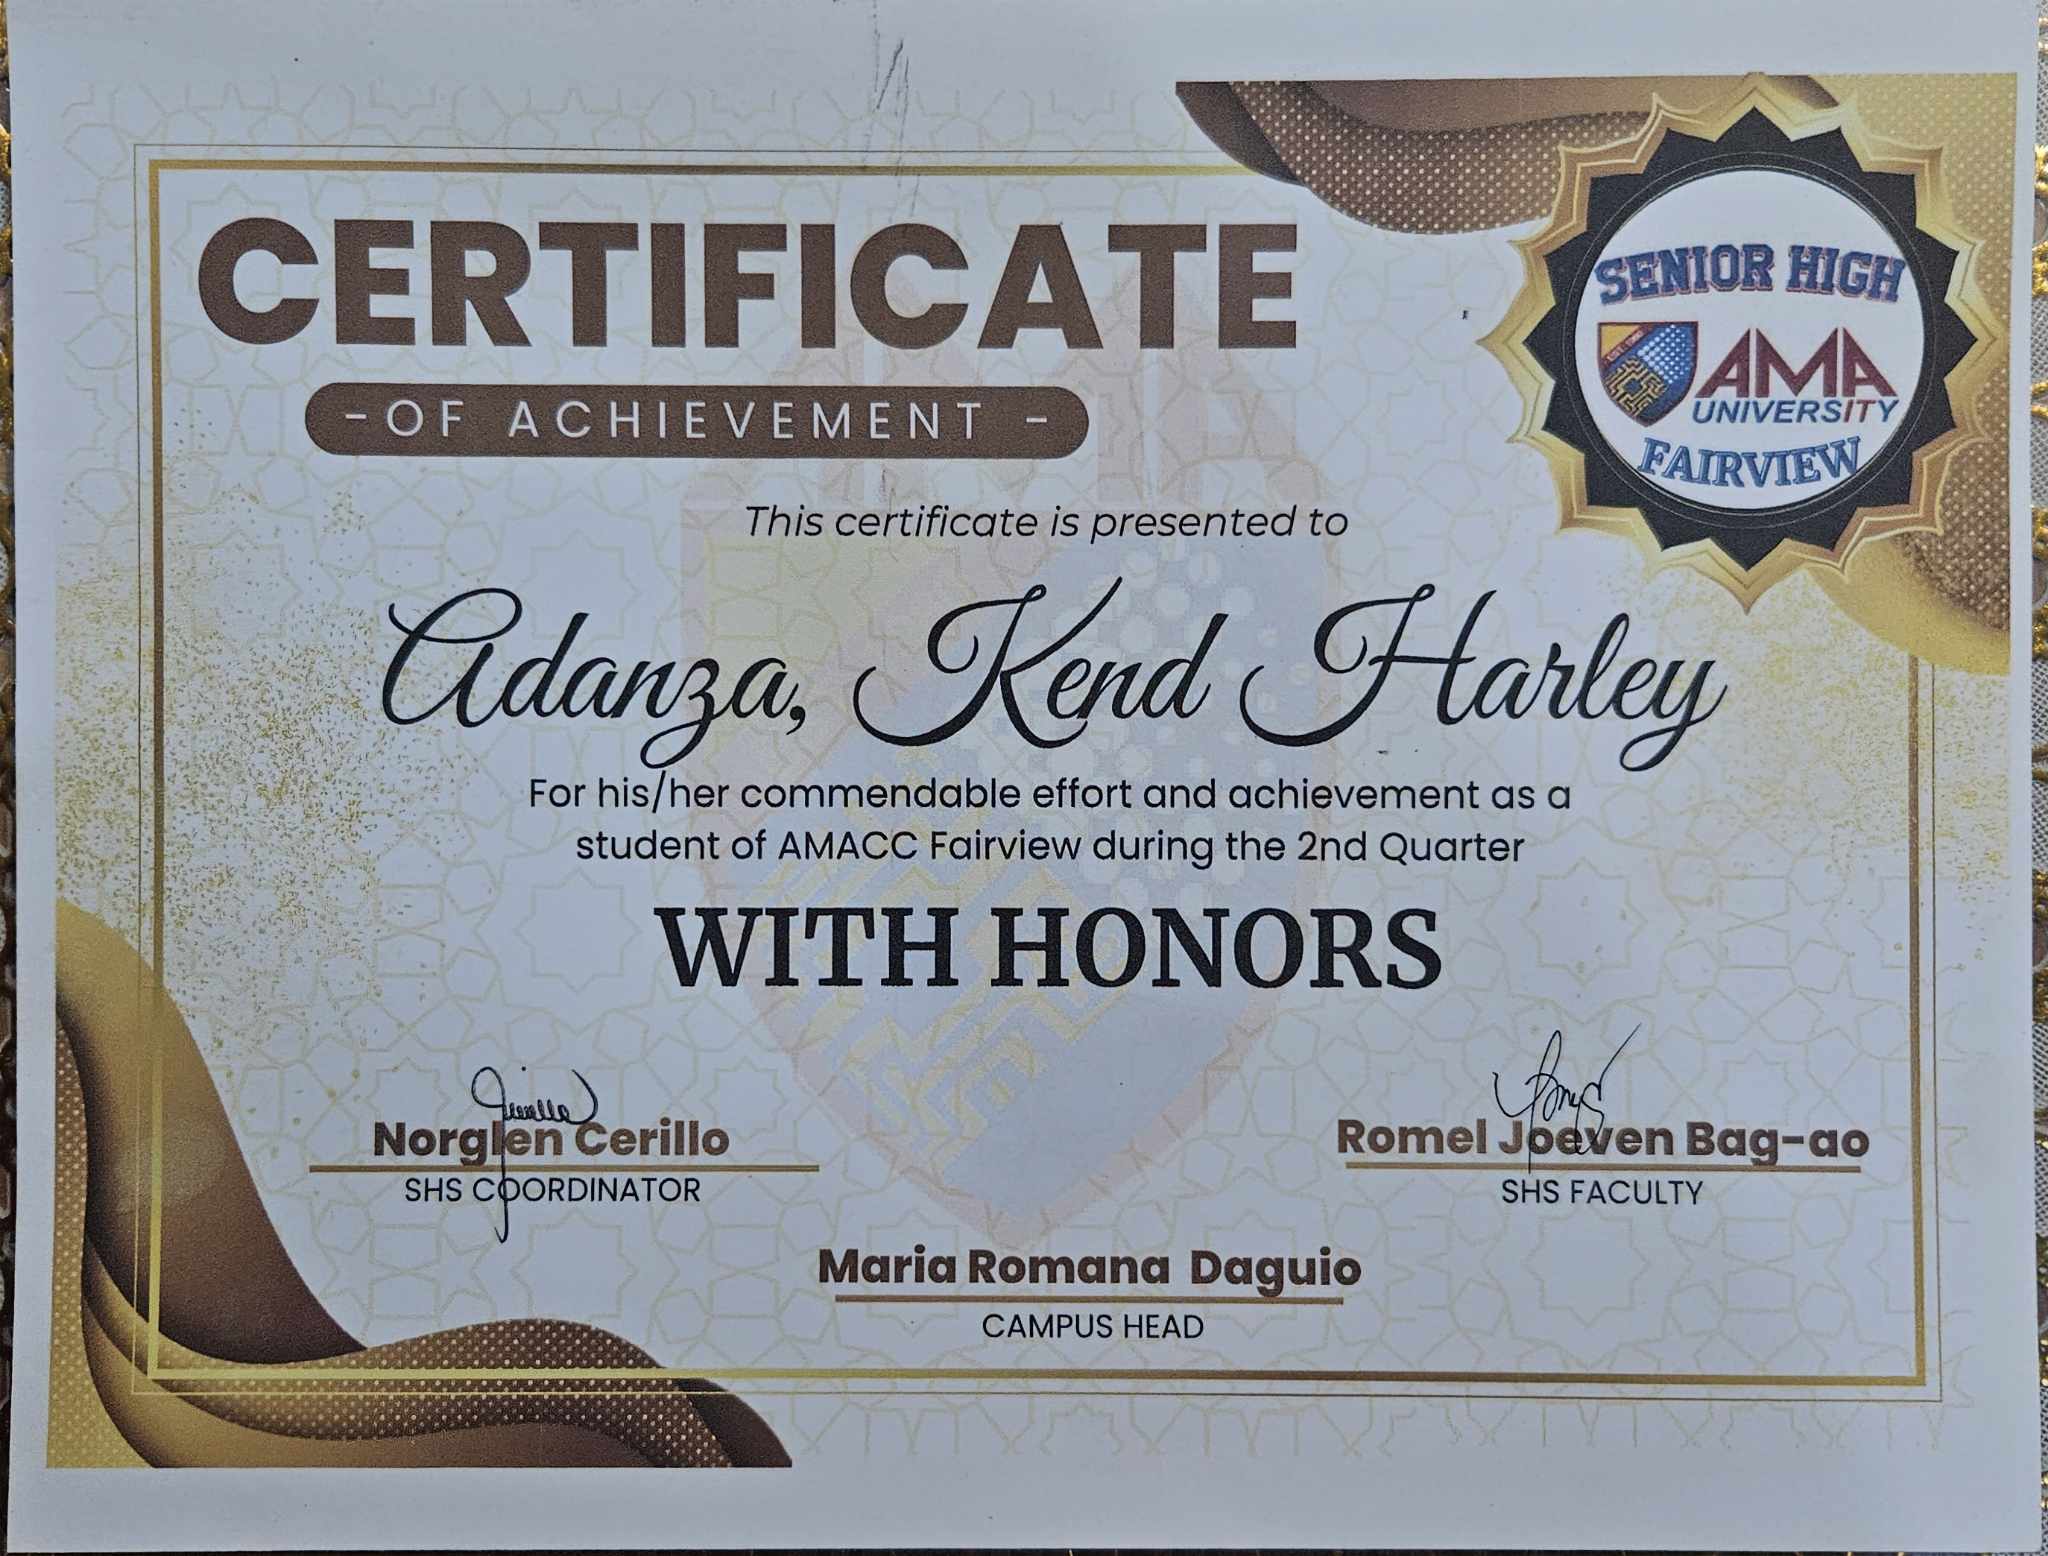 CERTIFICATE
-OF ACHIEVEMENT -
SENIOR HIGH
AMA
UNIVERSITY
FAIRVIEW
This certificate is presented to
Adanza, Kend Harley
For his/her commendable effort and achievement as a
student of AMACC Fairview during the 2nd Quarter
WITH HONORS
Norglen Cerillo
SHS COORDINATOR
Romel Joeven Bag-ao
SHS FACULTY
Maria Romana Daguio
CAMPUS HEAD